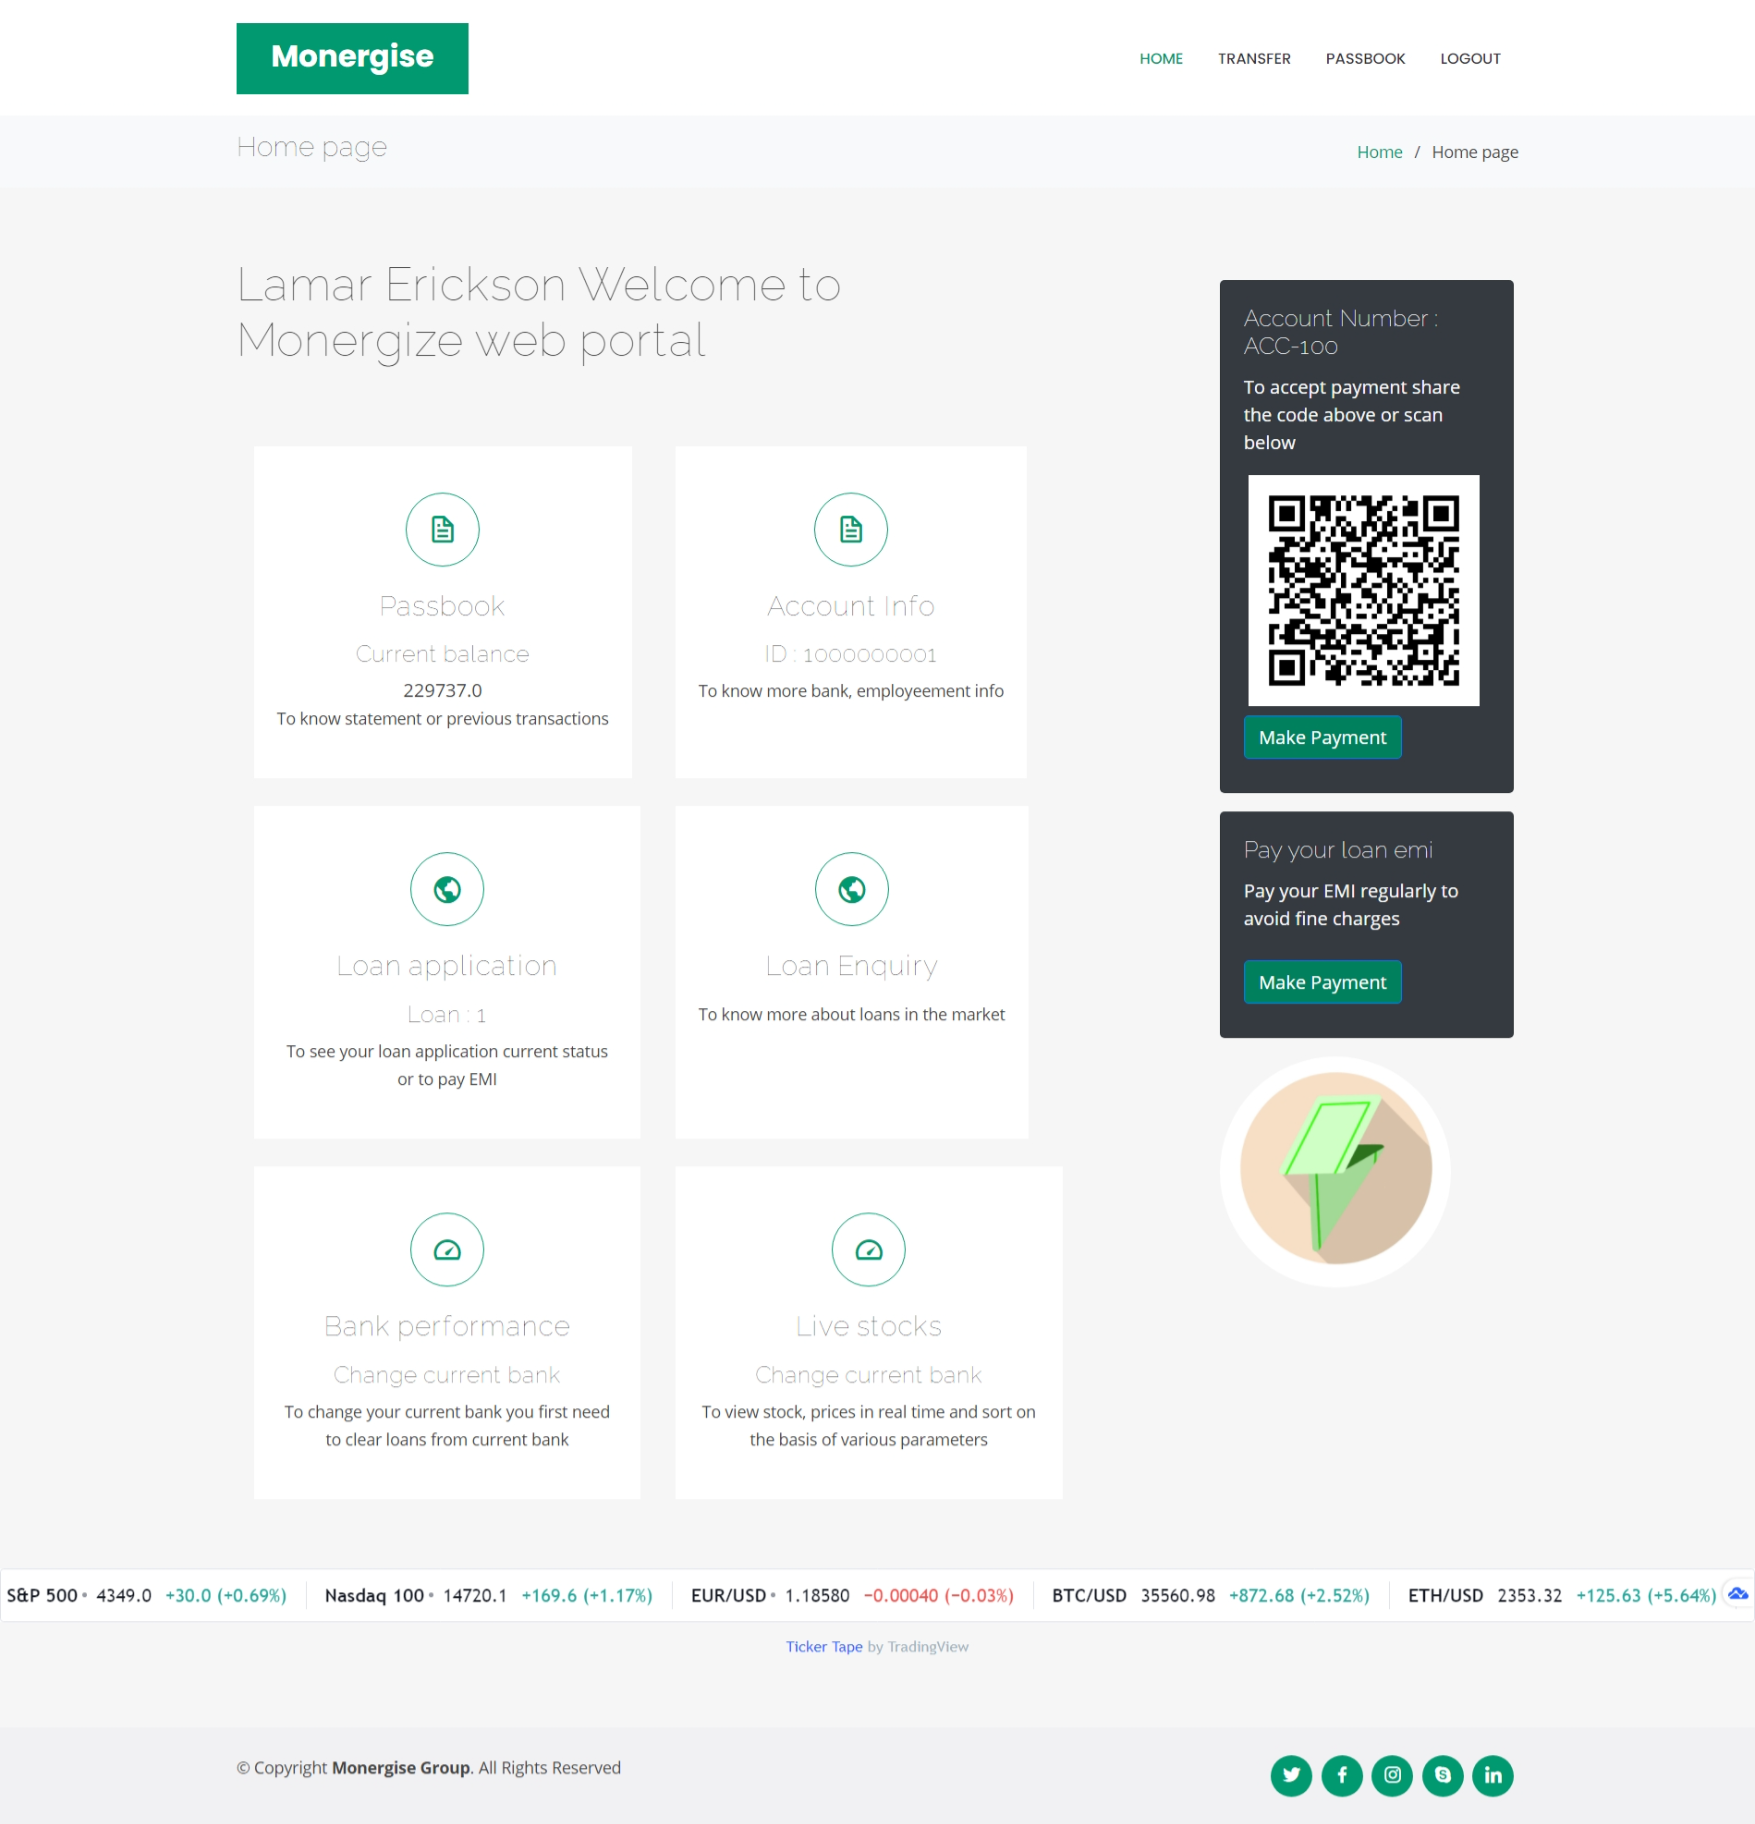 Monergise
HOME TRANSFER PASSBOOK LOGOUT
Home page
Home / Home page
Lamar Erickson Welcome to
Monergize web portal
Passbook
Current balance
229737.0
To know statement or previous transactions
Account Info
ID : 1000000001
To know more bank, employeement info
Loan application
Loan : 1
To see your loan application current status
or to pay EMI
Loan Enquiry
To know more about loans in the market
Bank performance
Change current bank
To change your current bank you first need
to clear loans from current bank
Live stocks
Change current bank
To view stock, prices in real time and sort on
the basis of various parameters
Account Number :
ACC-100
To accept payment share
the code above or scan
below
Make Payment
Pay your loan emi
Pay your EMI regularly to
avoid fine charges
Make Payment
S&P 500 • 4349.0 +30.0 (+0.69%) Nasdaq 100 • 14720.1 +169.6 (+1.17%) EUR/USD • 1.18580 −0.00040 (−0.03%) BTC/USD 35560.98 +872.68 (+2.52%) ETH/USD 2353.32 +125.63 (+5.64%)
Ticker Tape by TradingView
© Copyright Monergise Group. All Rights Reserved